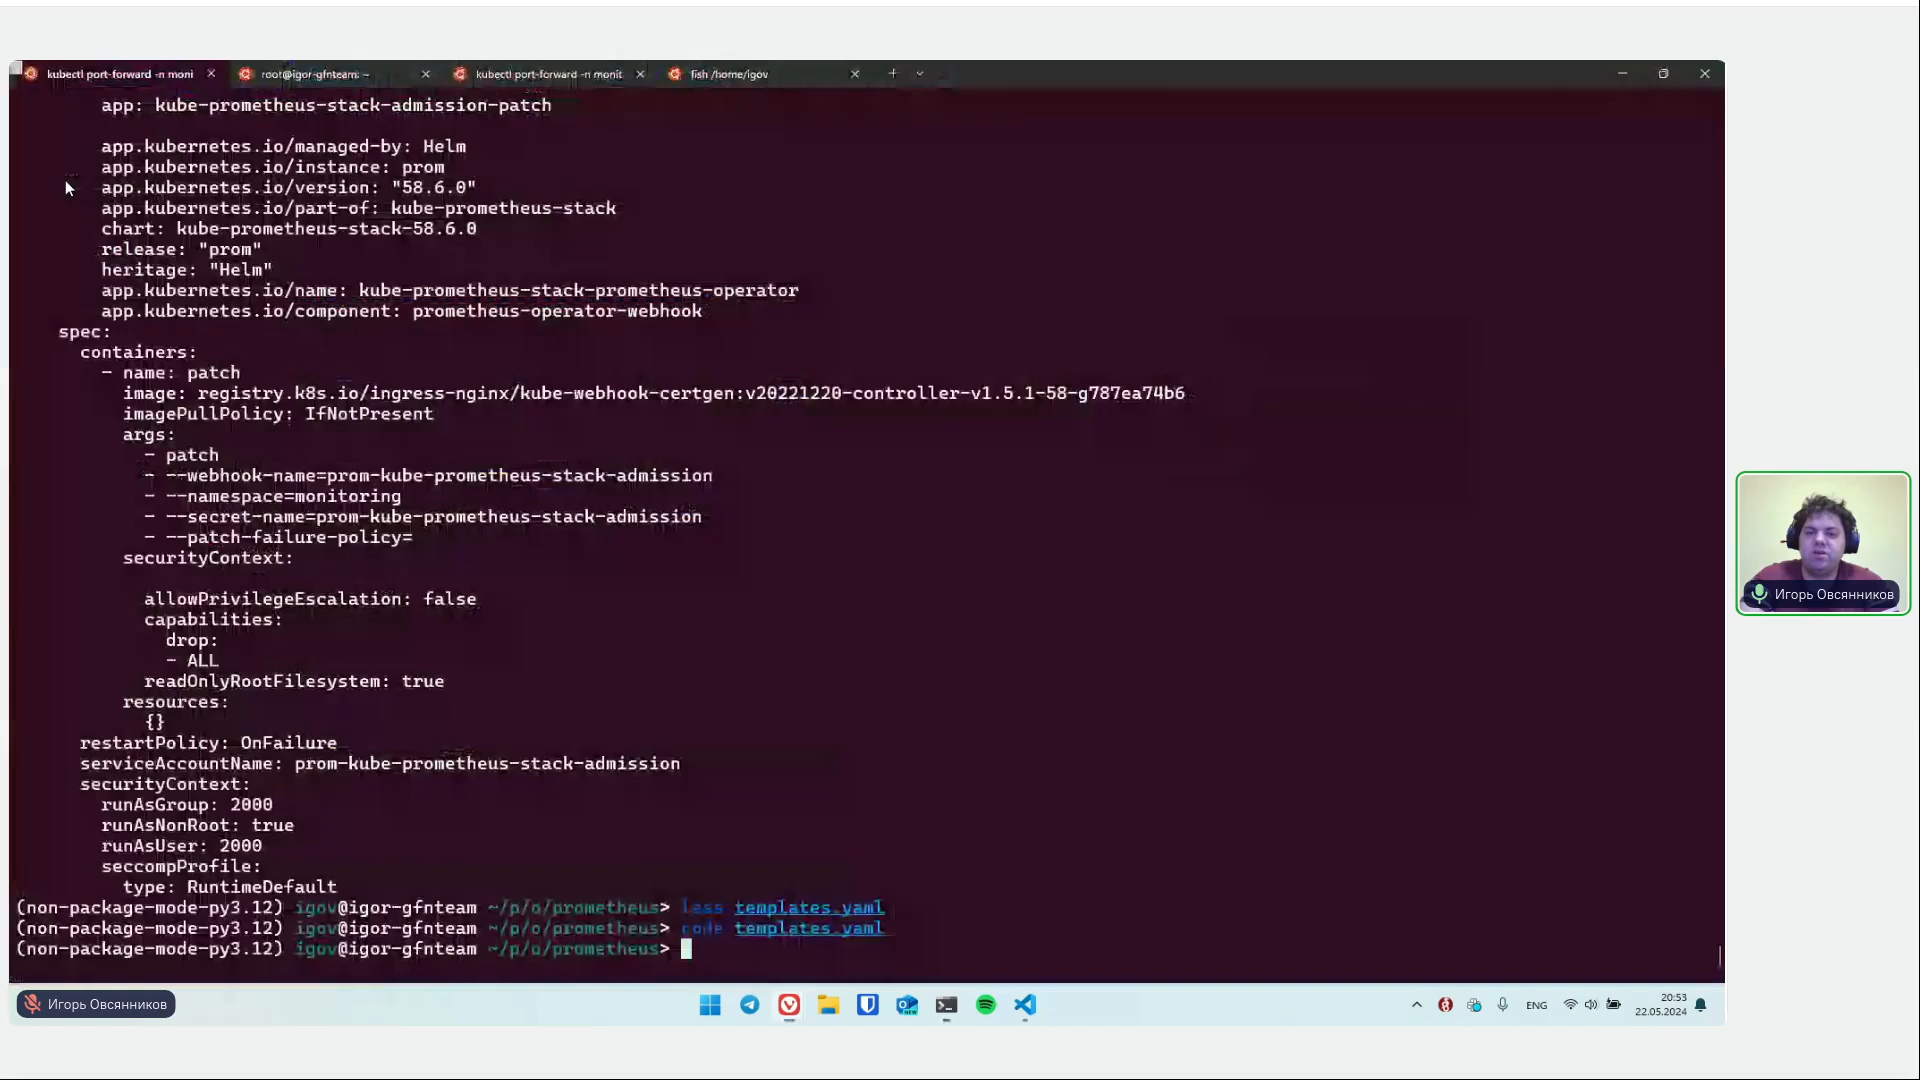 kubectl port-forward -n moni
root@igor-gfnteam: ~
kubectl port-forward -n monit
fish /home/igov
app: kube-prometheus-stack-admission-patch
app.kubernetes.io/managed-by: Helm
app.kubernetes.io/instance: prom
app.kubernetes.io/version: "58.6.0"
app.kubernetes.io/part-of: kube-prometheus-stack
chart: kube-prometheus-stack-58.6.0
release: "prom"
heritage: "Helm"
app.kubernetes.io/name: kube-prometheus-stack-prometheus-operator
app.kubernetes.io/component: prometheus-operator-webhook
spec:
containers:
- name: patch
image: registry.k8s.io/ingress-nginx/kube-webhook-certgen:v20221220-controller-v1.5.1-58-g787ea74b6
imagePullPolicy: IfNotPresent
args:
- patch
- --webhook-name=prom-kube-prometheus-stack-admission
- --namespace=monitoring
- --secret-name=prom-kube-prometheus-stack-admission
- --patch-failure-policy=
securityContext:
allowPrivilegeEscalation: false
capabilities:
drop:
- ALL
readOnlyRootFilesystem: true
resources:
{}
restartPolicy: OnFailure
serviceAccountName: prom-kube-prometheus-stack-admission
securityContext:
runAsGroup: 2000
runAsNonRoot: true
runAsUser: 2000
seccompProfile:
type: RuntimeDefault
(non-package-mode-py3.12) igov@igor-gfnteam ~/p/o/prometheus> less templates.yaml
(non-package-mode-py3.12) igov@igor-gfnteam ~/p/o/prometheus> code templates.yaml
(non-package-mode-py3.12) igov@igor-gfnteam ~/p/o/prometheus>
Игорь Овсянников
Игорь Овсянников
ENG
20:53
22.05.2024